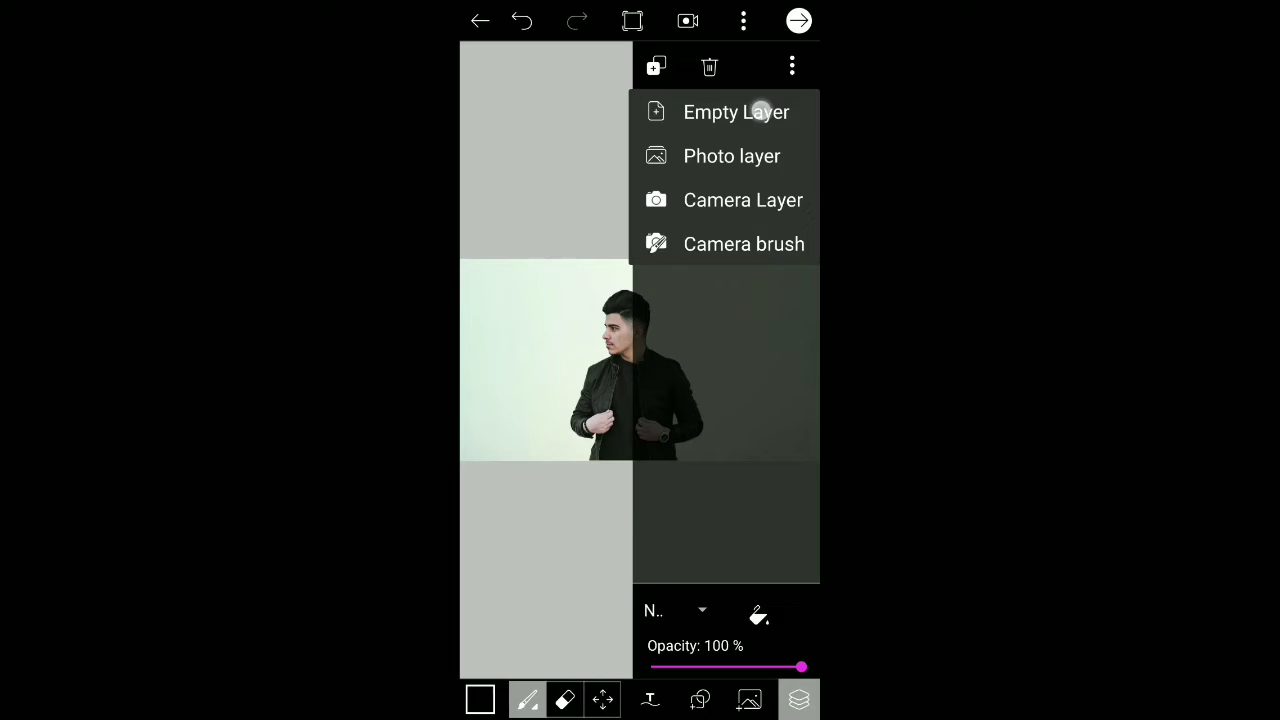 Empty Layer
Photo layer
Camera Layer
Camera brush
N..
Opacity: 100 %
T